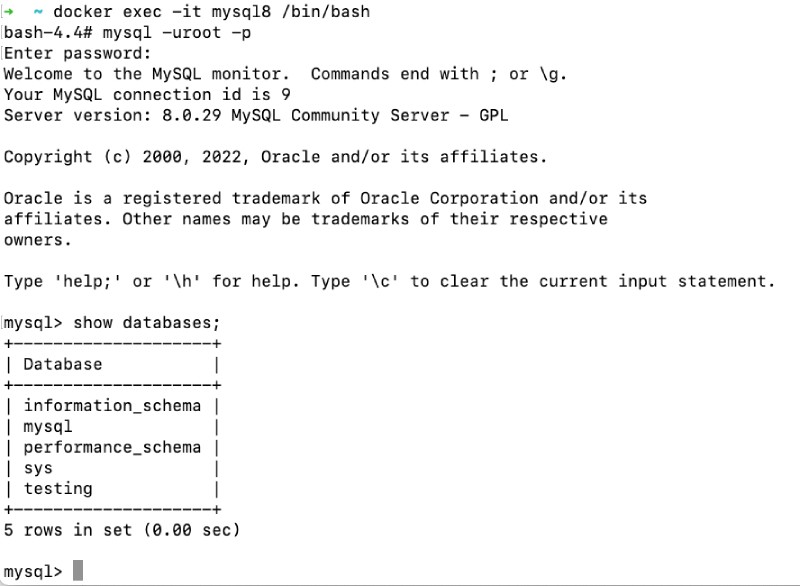 → ~ docker exec -it mysql8 /bin/bash
bash-4.4# mysql -uroot -p
Enter password:
Welcome to the MySQL monitor.  Commands end with ; or \g.
Your MySQL connection id is 9
Server version: 8.0.29 MySQL Community Server - GPL

Copyright (c) 2000, 2022, Oracle and/or its affiliates.

Oracle is a registered trademark of Oracle Corporation and/or its
affiliates. Other names may be trademarks of their respective
owners.

Type 'help;' or '\h' for help. Type '\c' to clear the current input statement.

mysql> show databases;
+--------------------+
| Database           |
+--------------------+
| information_schema |
| mysql              |
| performance_schema |
| sys                |
| testing            |
+--------------------+
5 rows in set (0.00 sec)

mysql>